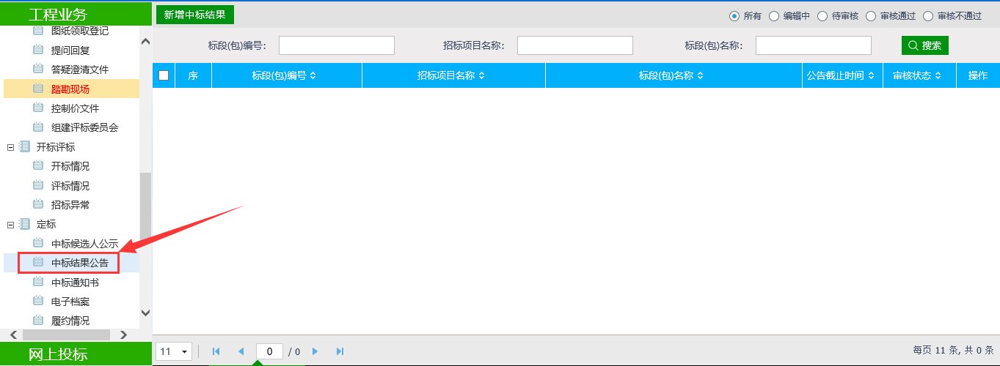 工程业务
图纸领取登记
提问回复
答疑澄清文件
踏勘现场
控制价文件
组建评标委员会
开标评标
开标情况
评标情况
招标异常
定标
中标候选人公示
中标结果公告
中标通知书
电子档案
履约情况
网上投标
新增中标结果
所有 编辑中 待审核 审核通过 审核不通过
标段(包)编号: 招标项目名称: 标段(包)名称: 搜索
序 标段(包)编号 招标项目名称 标段(包)名称 公告截止时间 审核状态 操作
11 0 / 0 每页 11 条, 共 0 条